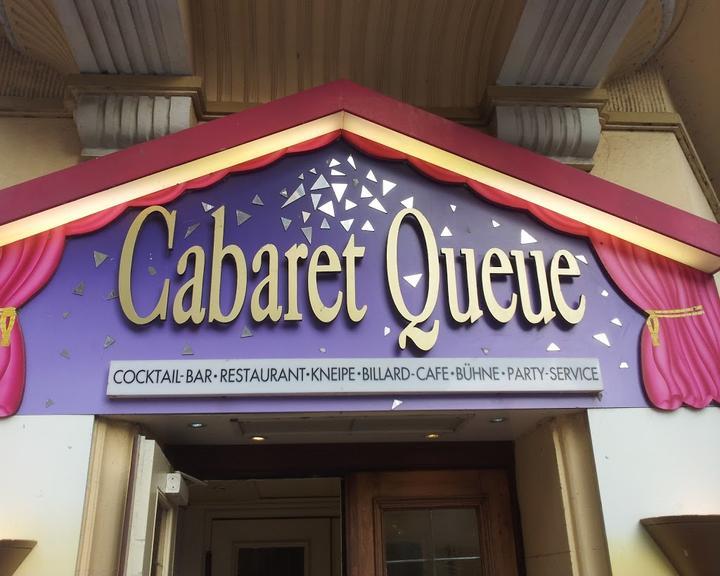 Cabaret Queue
COCKTAIL-BAR•RESTAURANT•KNEIPE•BILLARD-CAFE•BÜHNE•PARTY-SERVICE